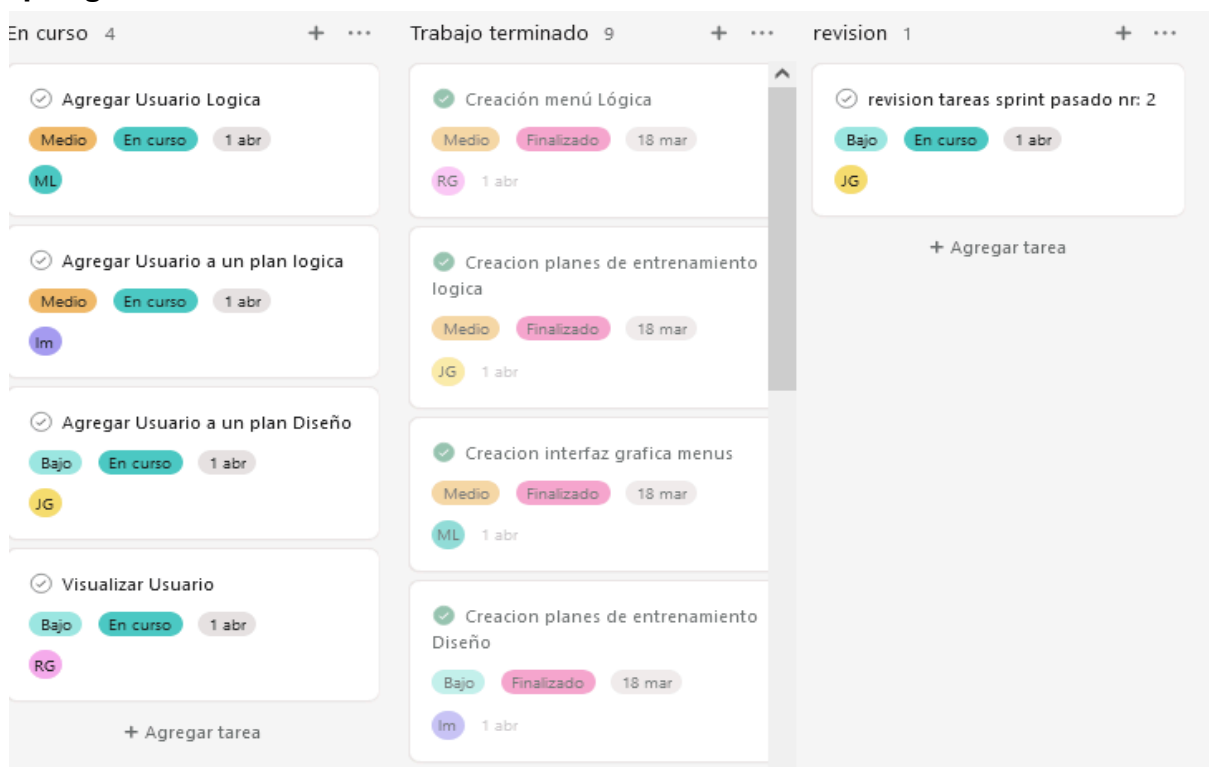 En curso 4
Agregar Usuario Logica
Medio En curso 1 abr
ML
Agregar Usuario a un plan logica
Medio En curso 1 abr
Im
Agregar Usuario a un plan Diseño
Bajo En curso 1 abr
JG
Visualizar Usuario
Bajo En curso 1 abr
RG
+ Agregar tarea
Trabajo terminado 9
Creación menú Lógica
Medio Finalizado 18 mar
RG 1 abr
Creacion planes de entrenamiento
logica
Medio Finalizado 18 mar
JG 1 abr
Creacion interfaz grafica menus
Medio Finalizado 18 mar
ML 1 abr
Creacion planes de entrenamiento
Diseño
Bajo Finalizado 18 mar
Im 1 abr
revision 1
revision tareas sprint pasado nr: 2
Bajo En curso 1 abr
JG
+ Agregar tarea